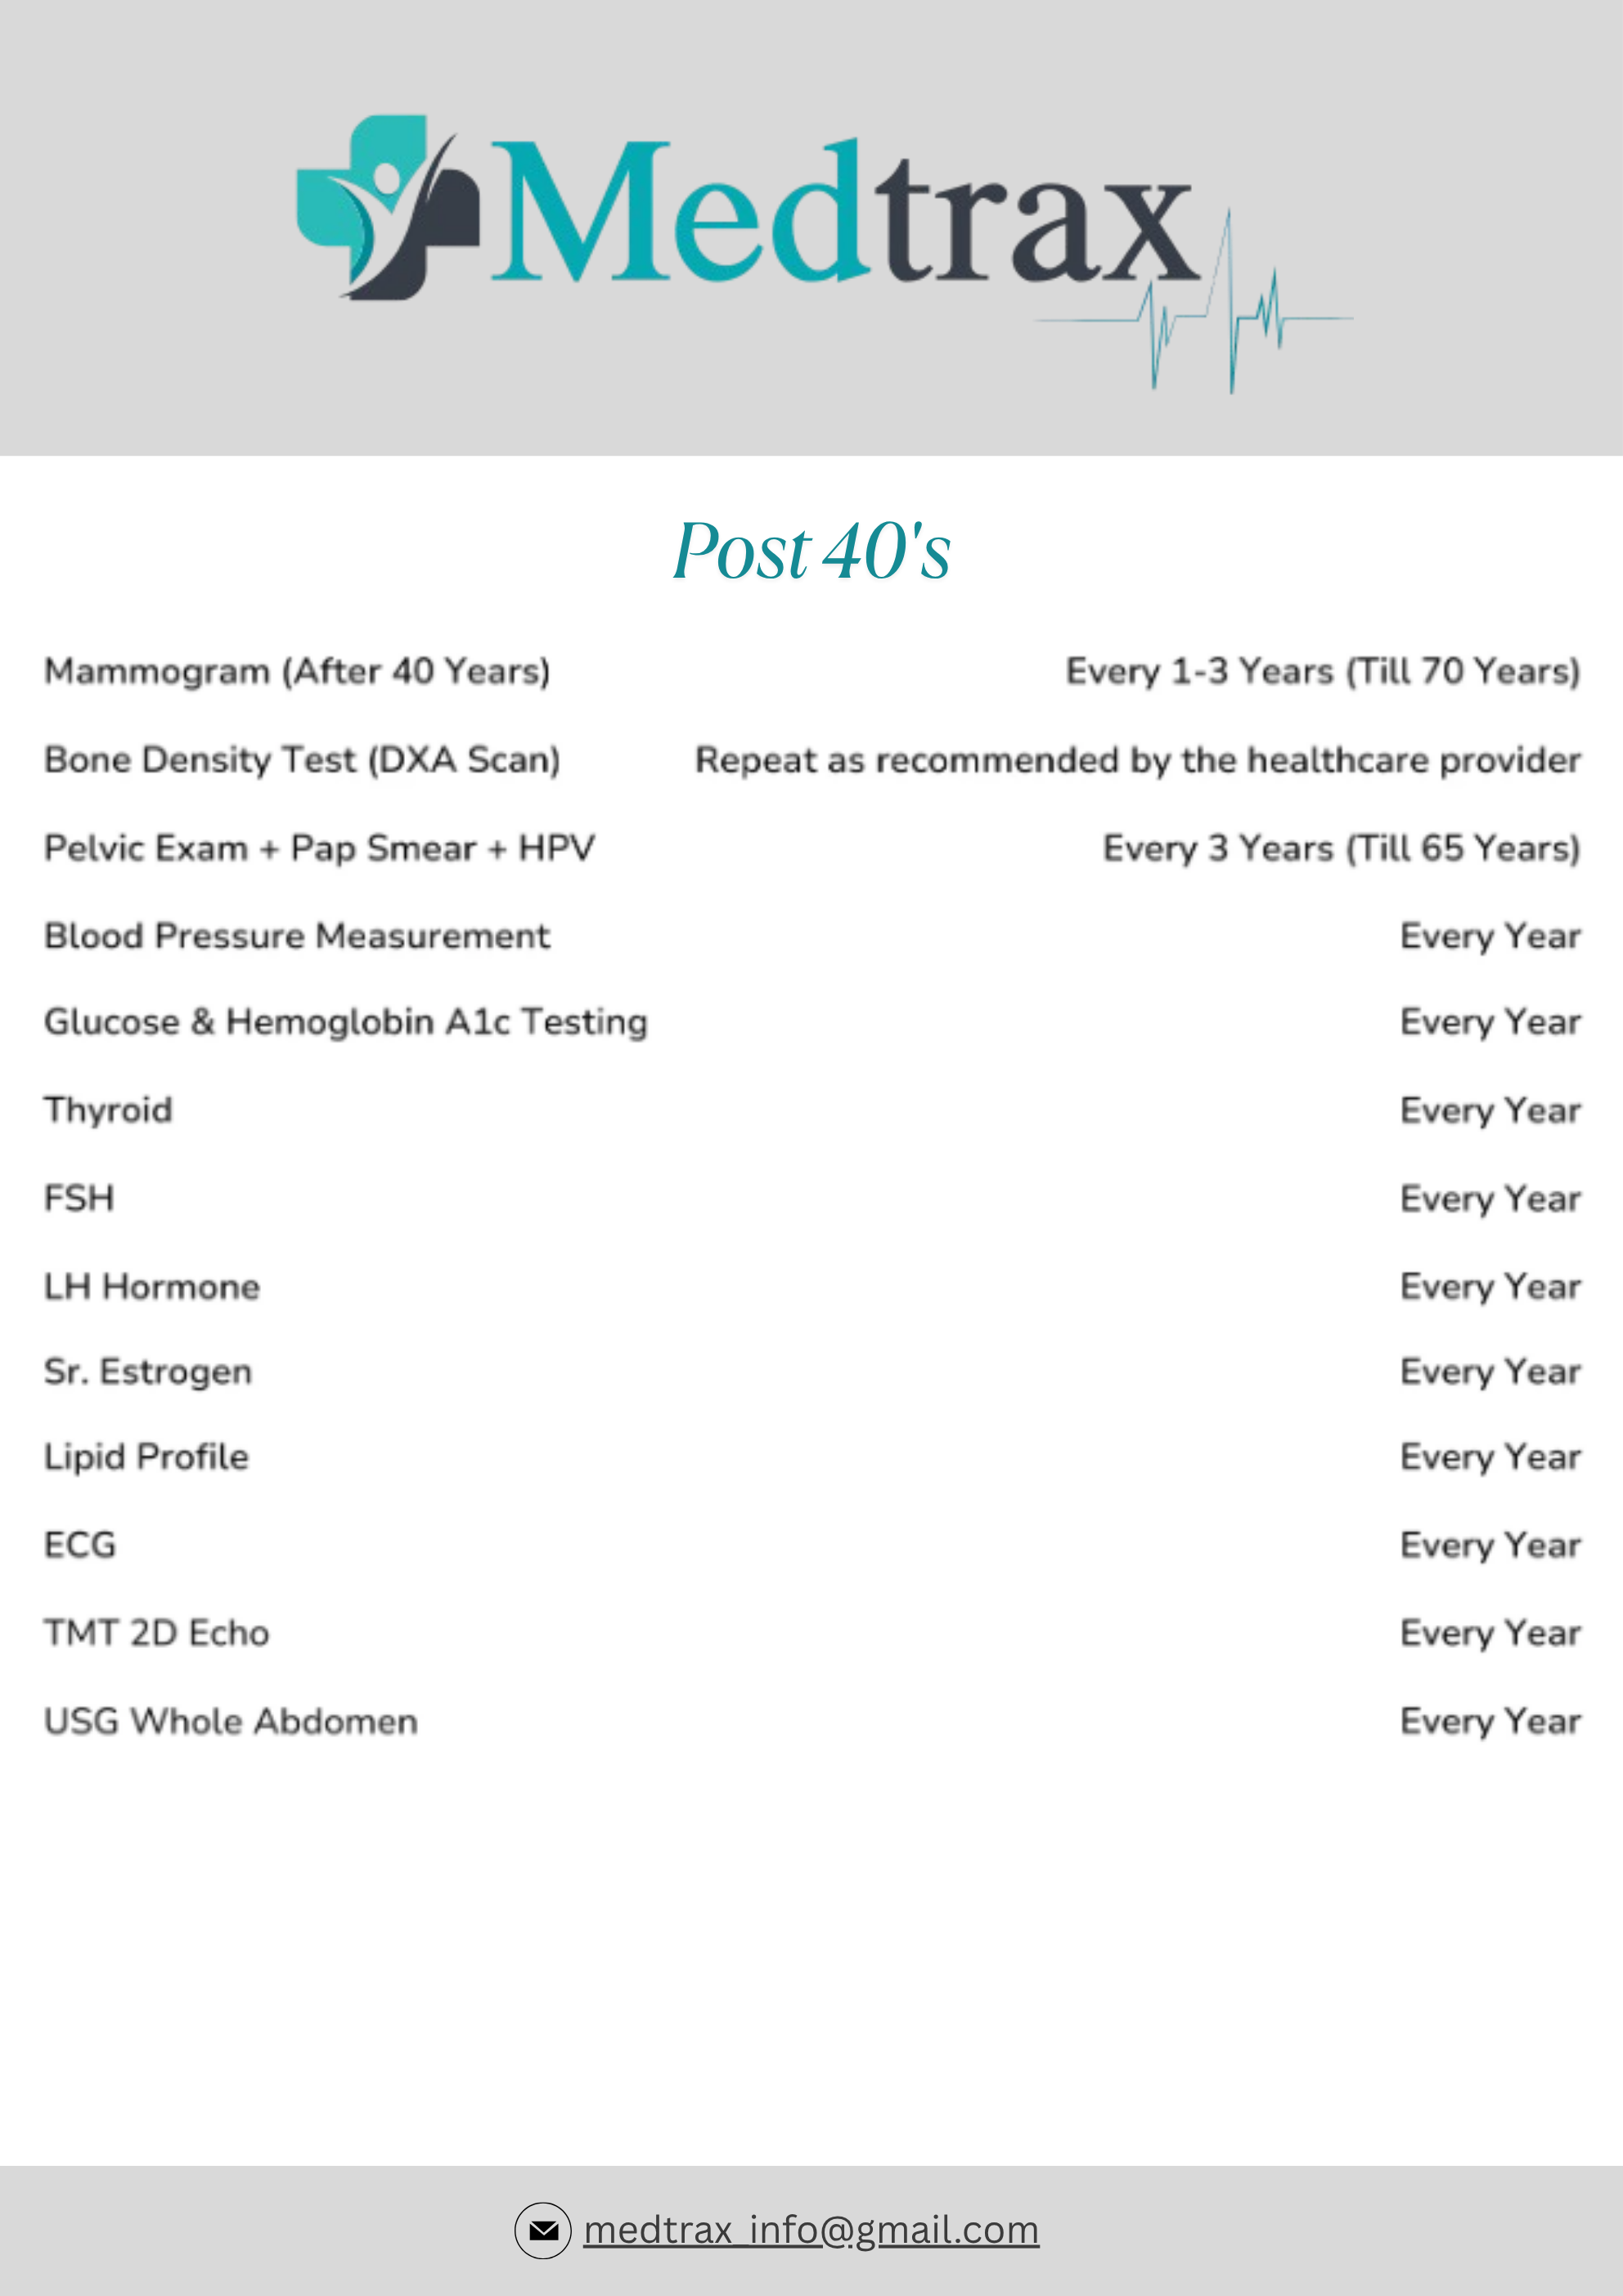 Medtrax
Post 40's
Mammogram (After 40 Years) Every 1-3 Years (Till 70 Years)
Bone Density Test (DXA Scan) Repeat as recommended by the healthcare provider
Pelvic Exam + Pap Smear + HPV Every 3 Years (Till 65 Years)
Blood Pressure Measurement Every Year
Glucose & Hemoglobin A1c Testing Every Year
Thyroid Every Year
FSH Every Year
LH Hormone Every Year
Sr. Estrogen Every Year
Lipid Profile Every Year
ECG Every Year
TMT 2D Echo Every Year
USG Whole Abdomen Every Year
medtrax_info@gmail.com